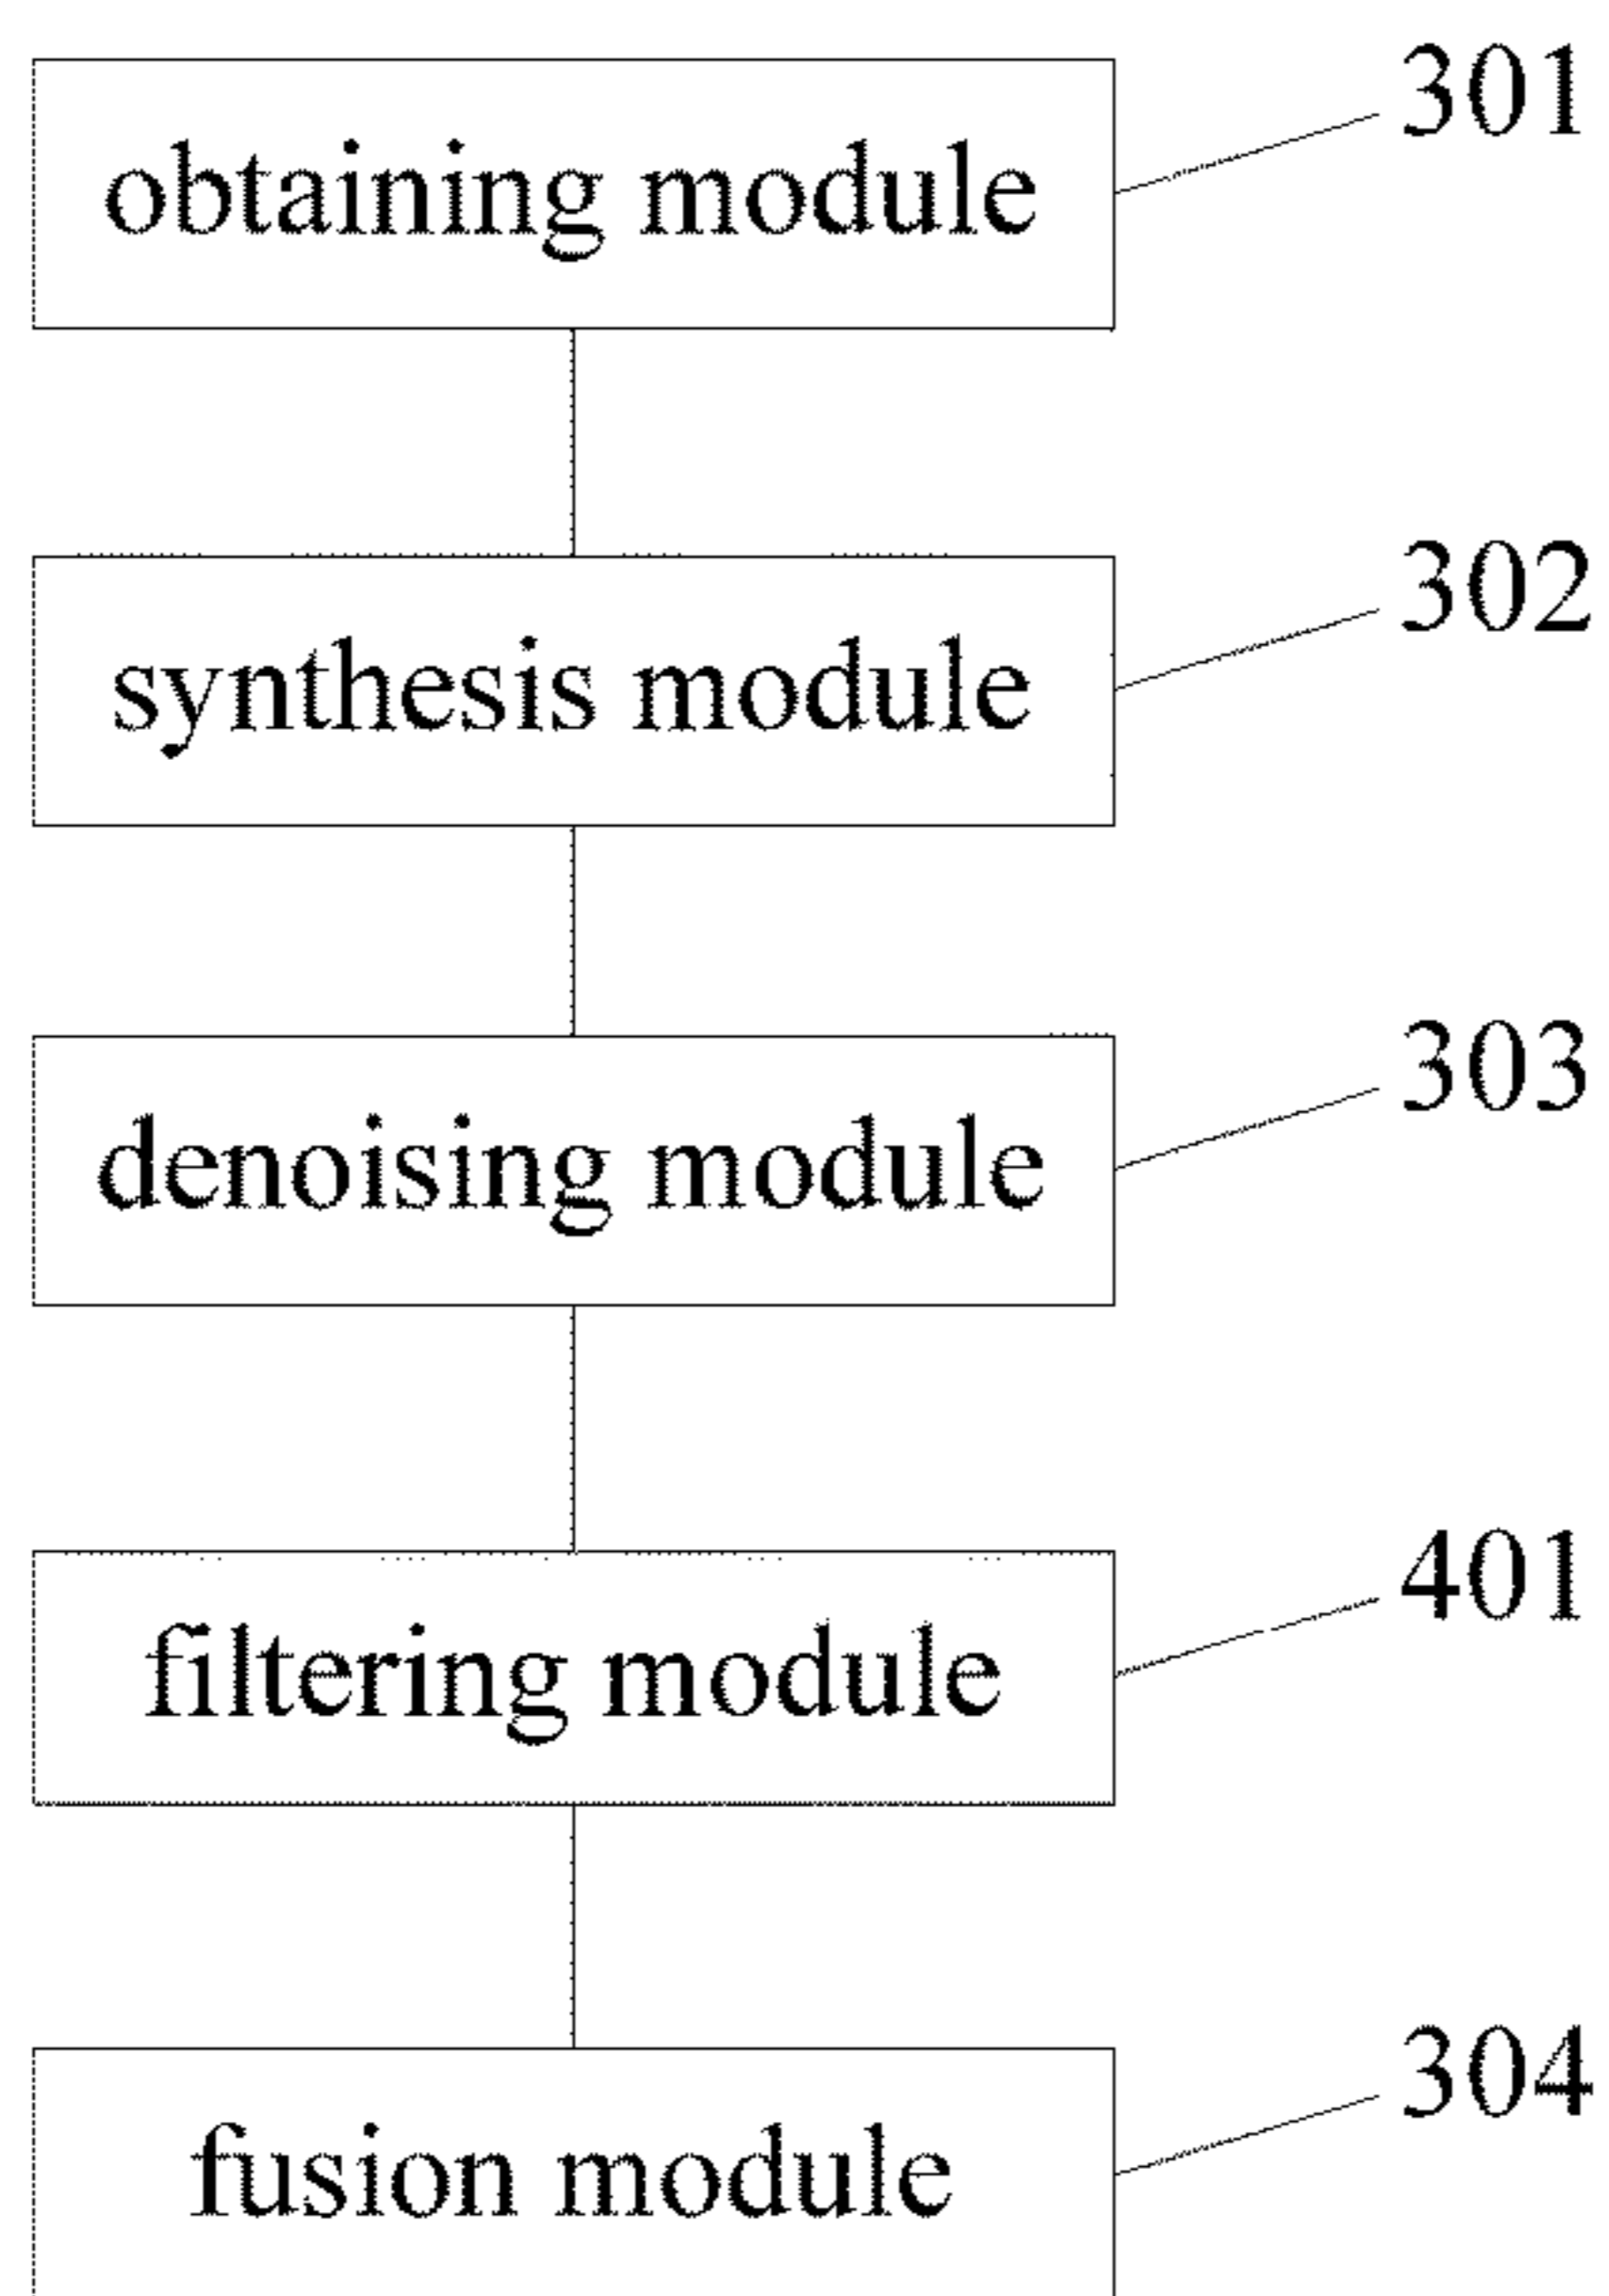 obtaining module 301
synthesis module 302
denoising module 303
filtering module 401
fusion module 304